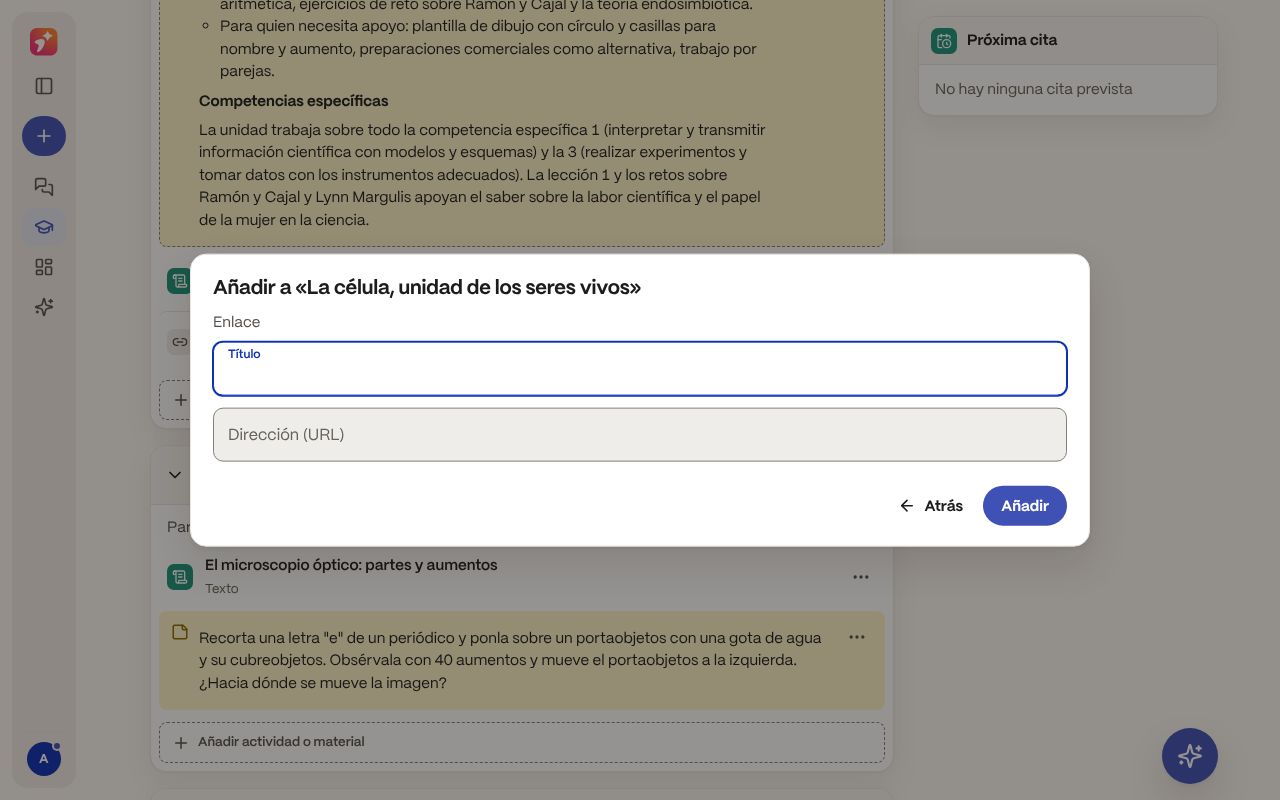 aritmética, ejercicios de reto sobre Ramón y Cajal y la teoría endosimbiótica.
Para quien necesita apoyo: plantilla de dibujo con círculo y casillas para
nombre y aumento, preparaciones comerciales como alternativa, trabajo por
parejas.
Competencias específicas
La unidad trabaja sobre todo la competencia específica 1 (interpretar y transmitir
información científica con modelos y esquemas) y la 3 (realizar experimentos y
tomar datos con los instrumentos adecuados). La lección 1 y los retos sobre
Ramón y Cajal y Lynn Margulis apoyan el saber sobre la labor científica y el papel
de la mujer en la ciencia.
Próxima cita
No hay ninguna cita prevista
Añadir a «La célula, unidad de los seres vivos»
Enlace
Título
Dirección (URL)
Atrás
Añadir
Par
El microscopio óptico: partes y aumentos
Texto
Recorta una letra "e" de un periódico y ponla sobre un portaobjetos con una gota de agua
y su cubreobjetos. Obsérvala con 40 aumentos y mueve el portaobjetos a la izquierda.
¿Hacia dónde se mueve la imagen?
Añadir actividad o material
A